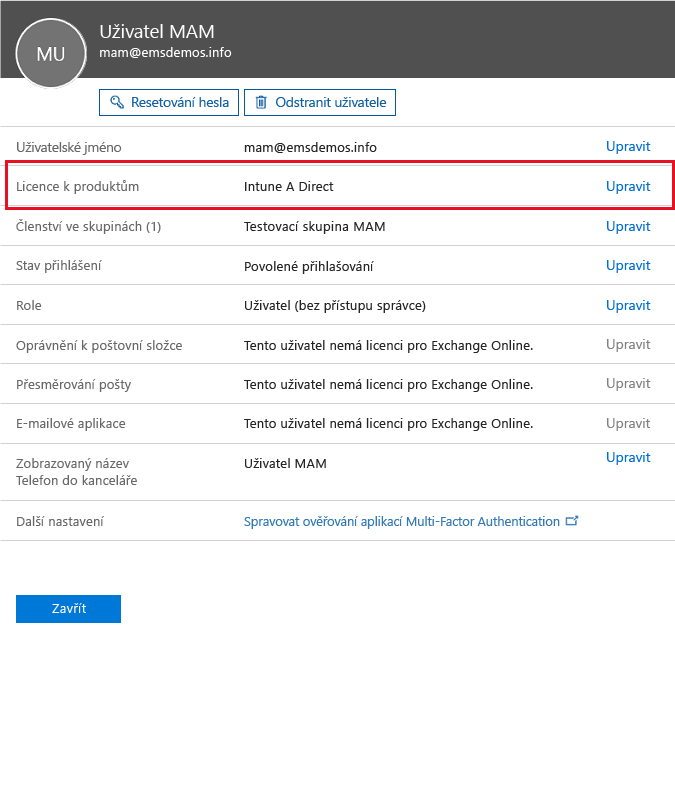 MU
Uživatel MAM
mam@emsdemos.info
Resetování hesla Odstranit uživatele
Uživatelské jméno mam@emsdemos.info Upravit
Licence k produktům Intune A Direct Upravit
Členství ve skupinách (1) Testovací skupina MAM Upravit
Stav přihlášení Povolené přihlašování Upravit
Role Uživatel (bez přístupu správce) Upravit
Oprávnění k poštovní složce Tento uživatel nemá licenci pro Exchange Online. Upravit
Přesměrování pošty Tento uživatel nemá licenci pro Exchange Online. Upravit
E-mailové aplikace Tento uživatel nemá licenci pro Exchange Online. Upravit
Zobrazovaný název Uživatel MAM Upravit
Telefon do kanceláře
Další nastavení Spravovat ověřování aplikací Multi-Factor Authentication
Zavřít